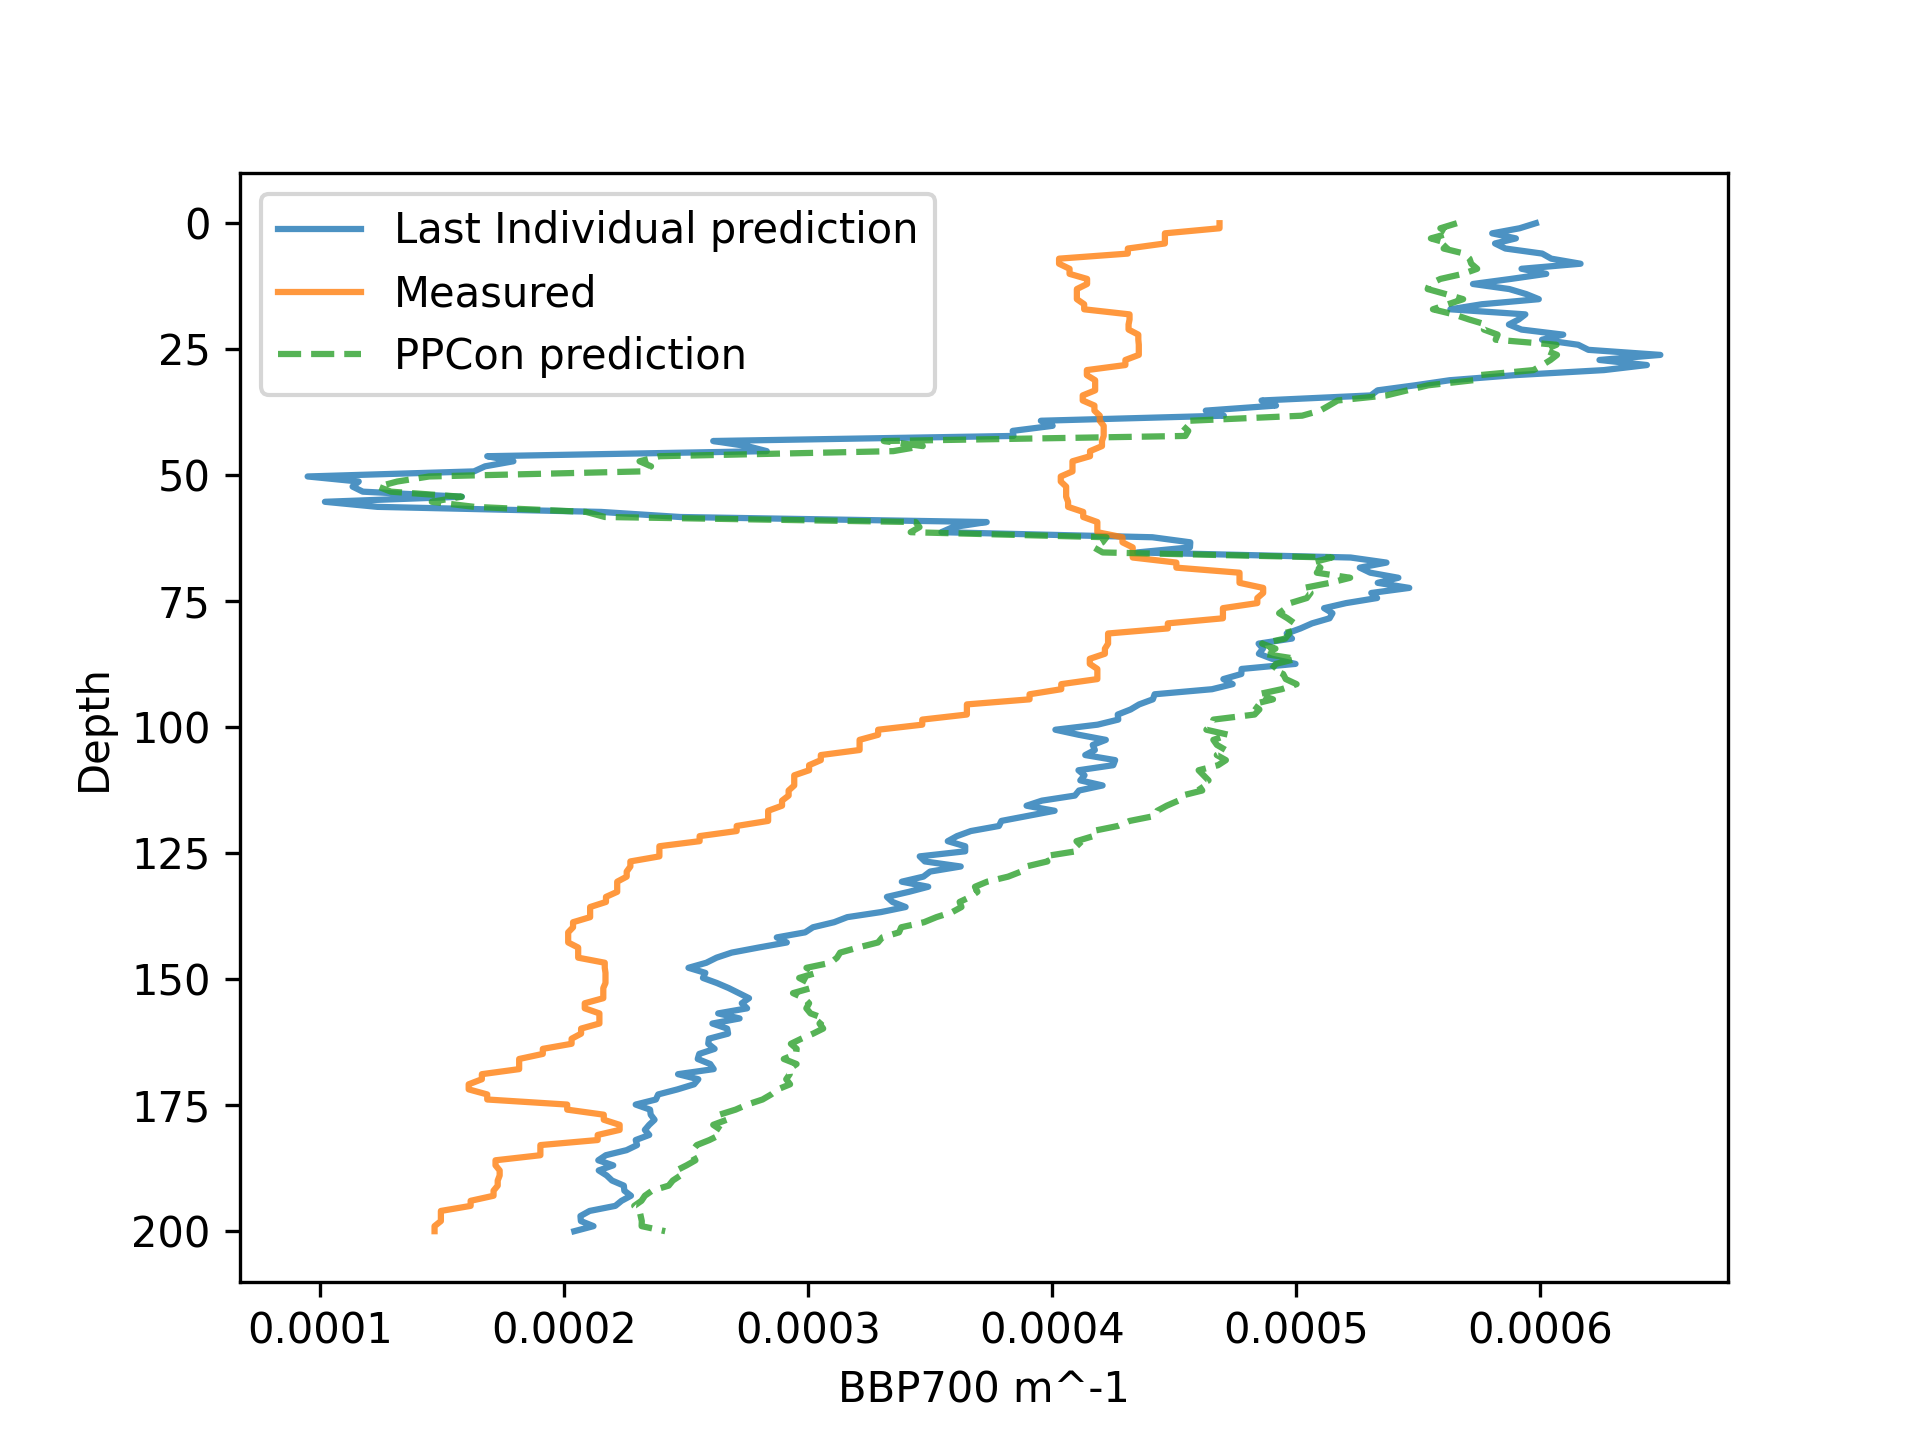 Last Individual prediction
Measured
PPCon prediction
0
25
50
75
100
125
150
175
200
Depth
0.0001 0.0002 0.0003 0.0004 0.0005 0.0006
BBP700 m^-1